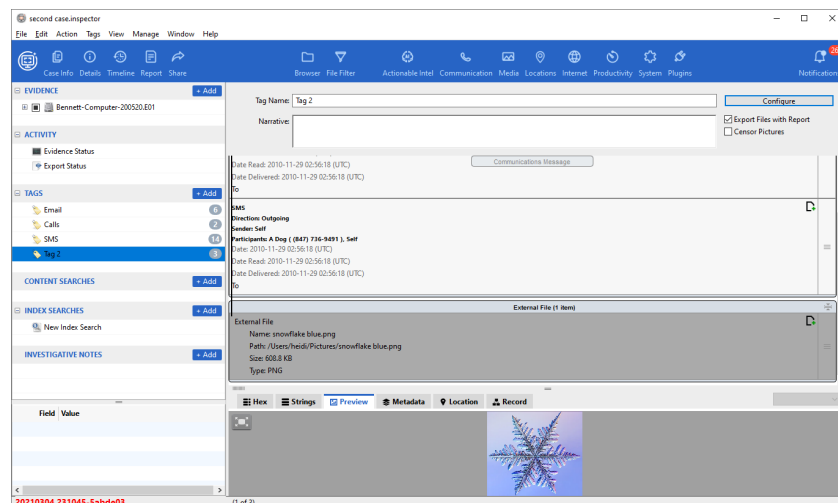 second case.inspector
File Edit Action Tags View Manage Window Help
Case Info Details Timeline Report Share Browser File Filter Actionable Intel Communication Media Locations Internet Productivity System Plugins Notification
26
EVIDENCE + Add
Bennett-Computer-200520.E01
ACTIVITY
Evidence Status
Export Status
TAGS + Add
Email 6
Calls 2
SMS 14
Tag 2 3
CONTENT SEARCHES + Add
INDEX SEARCHES + Add
New Index Search
INVESTIGATIVE NOTES + Add
Field Value
20210304.231045-5abde03
Tag Name: Tag 2
Configure
Narrative:
Export Files with Report
Censor Pictures
Date Read: 2010-11-29 02:56:18 (UTC)
Communications Message
Date Delivered: 2010-11-29 02:56:18 (UTC)
To
SMS
Direction: Outgoing
Sender: Self
Participants: A Dog ( (847) 736-9491 ), Self
Date: 2010-11-29 02:56:18 (UTC)
Date Read: 2010-11-29 02:56:18 (UTC)
Date Delivered: 2010-11-29 02:56:18 (UTC)
To
External File (1 item)
External File
Name: snowflake blue.png
Path: /Users/heidi/Pictures/snowflake blue.png
Size: 608.8 KB
Type: PNG
Hex Strings Preview Metadata Location Record
(1 of 3)